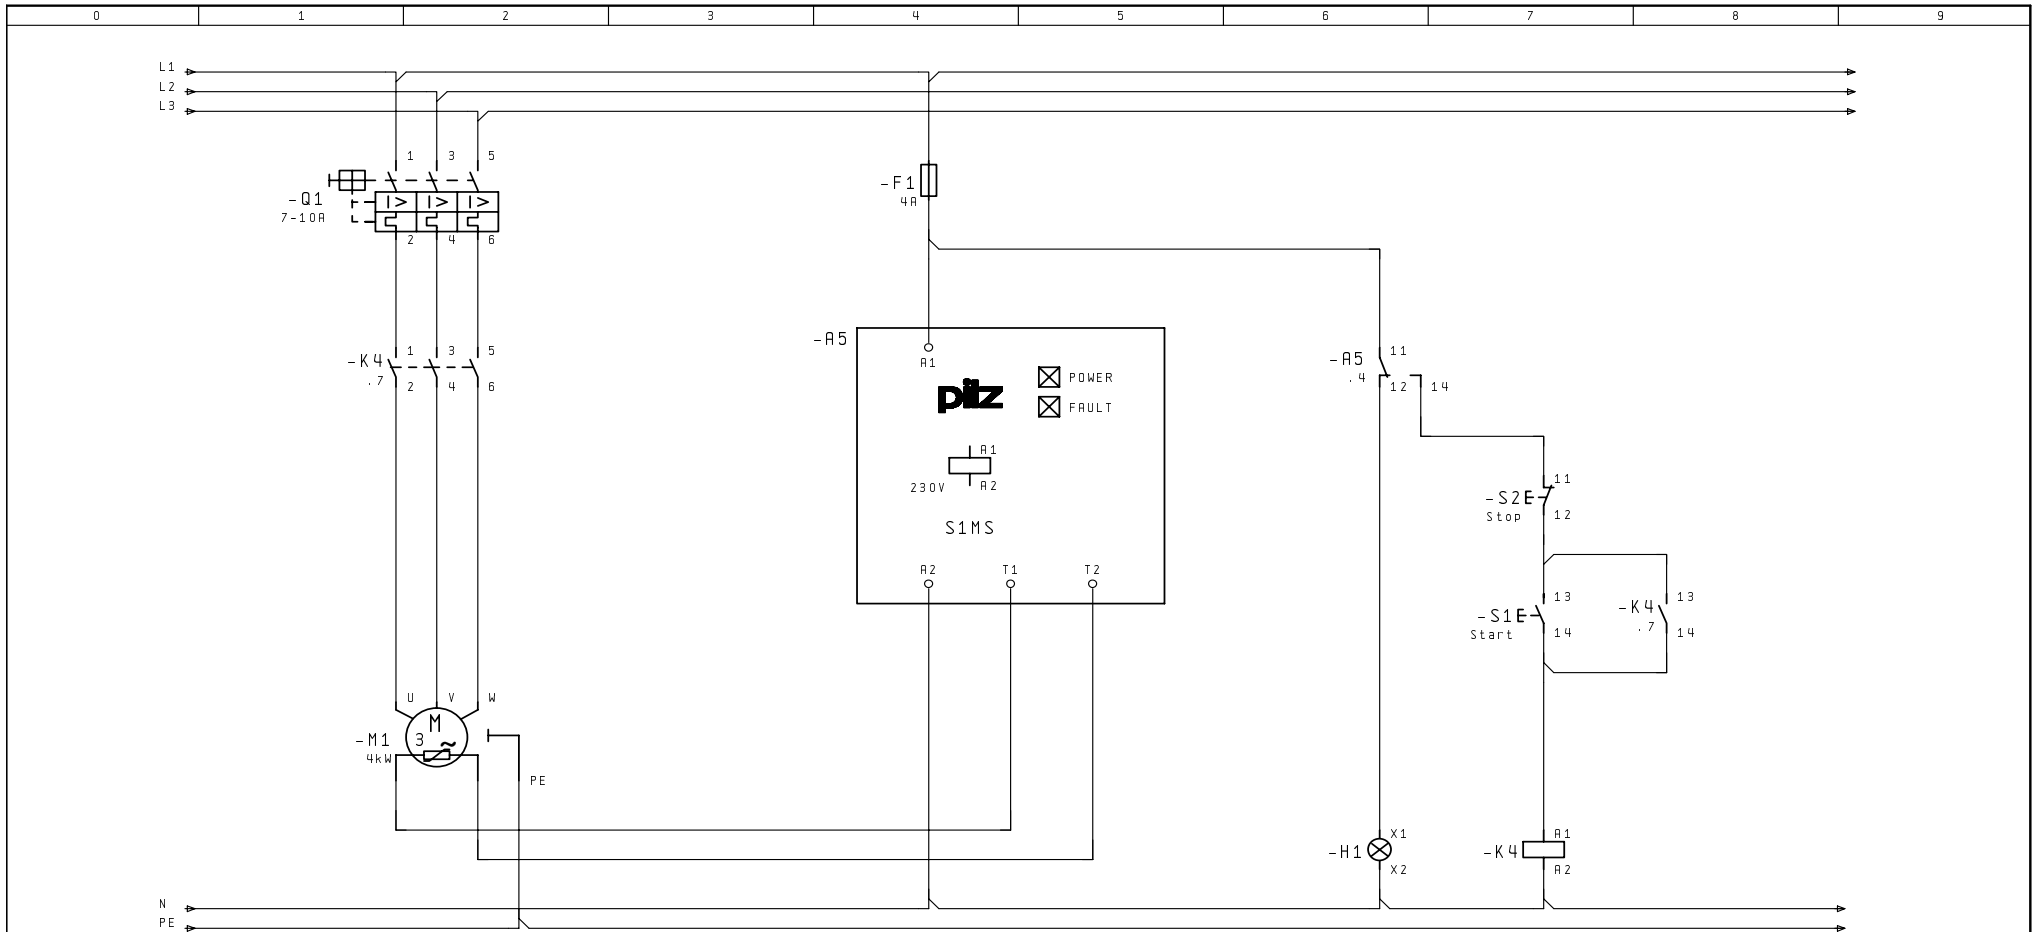 0 1 2 3 4 5 6 7 8 9
L1
L2
L3
1 3 5
-Q1
7-10A
2 4 6
-F1
4A
-K4
.7
1 3 5
2 4 6
-A5
A1
pilz
POWER
FAULT
A1
230V
A2
S1MS
A2 T1 T2
-A5
.4
11
12 14
-S2
Stop
11
12
-S1
Start
13
14
-K4
.7
13
14
U V W
M
3
~
-M1
4kW
PE
-H1
X1
X2
-K4
A1
A2
N
PE